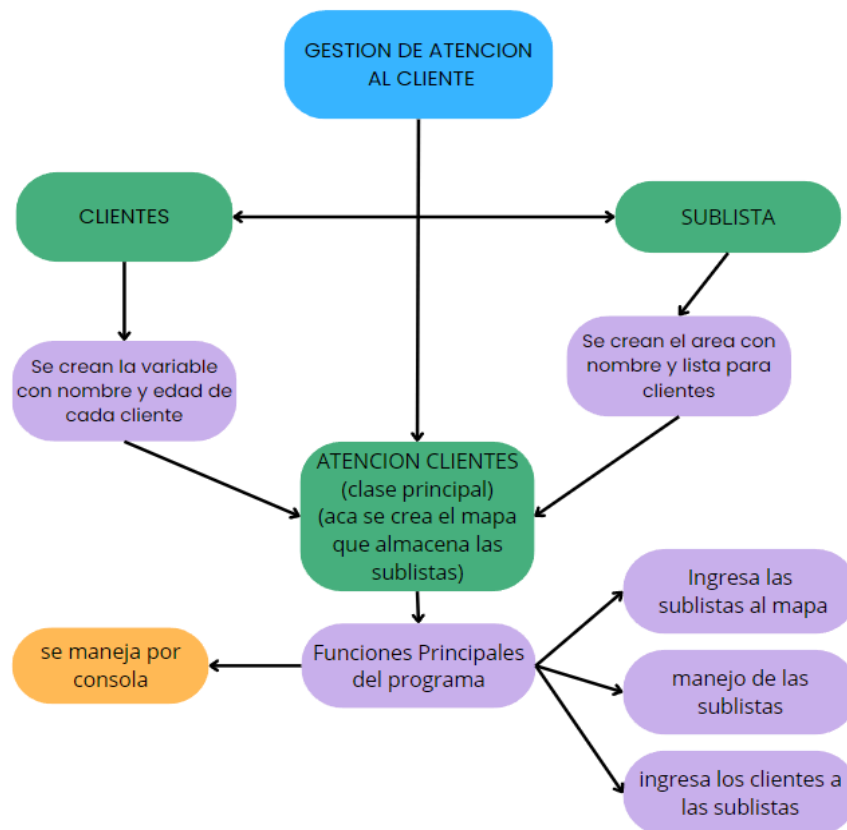 GESTION DE ATENCION
AL CLIENTE
CLIENTES
SUBLISTA
Se crean la variable
con nombre y edad de
cada cliente
Se crean el area con
nombre y lista para
clientes
ATENCION CLIENTES
(clase principal)
(aca se crea el mapa
que almacena las
sublistas)
se maneja por
consola
Funciones Principales
del programa
Ingresa las
sublistas al mapa
manejo de las
sublistas
ingresa los clientes a
las sublistas